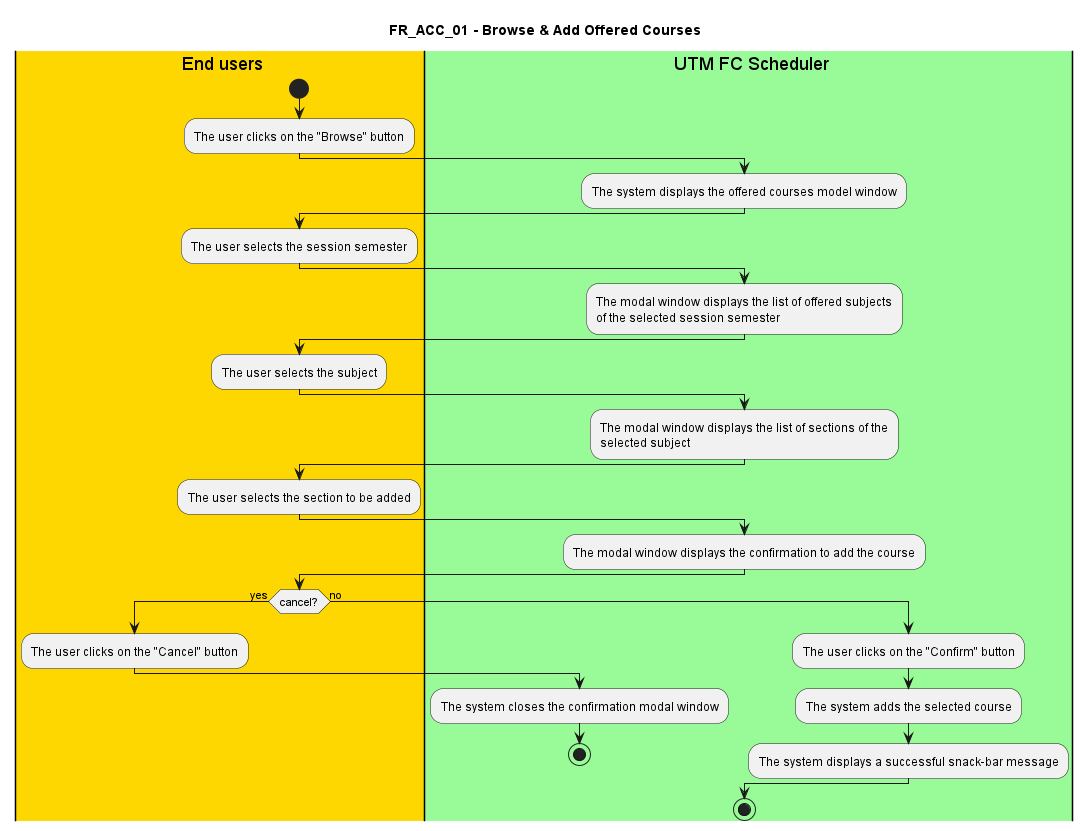 FR_ACC_01 - Browse & Add Offered Courses
End users
UTM FC Scheduler
The user clicks on the "Browse" button
The system displays the offered courses model window
The user selects the session semester
The modal window displays the list of offered subjects
of the selected session semester
The user selects the subject
The modal window displays the list of sections of the
selected subject
The user selects the section to be added
The modal window displays the confirmation to add the course
yes
cancel?
no
The user clicks on the "Cancel" button
The user clicks on the "Confirm" button
The system closes the confirmation modal window
The system adds the selected course
The system displays a successful snack-bar message